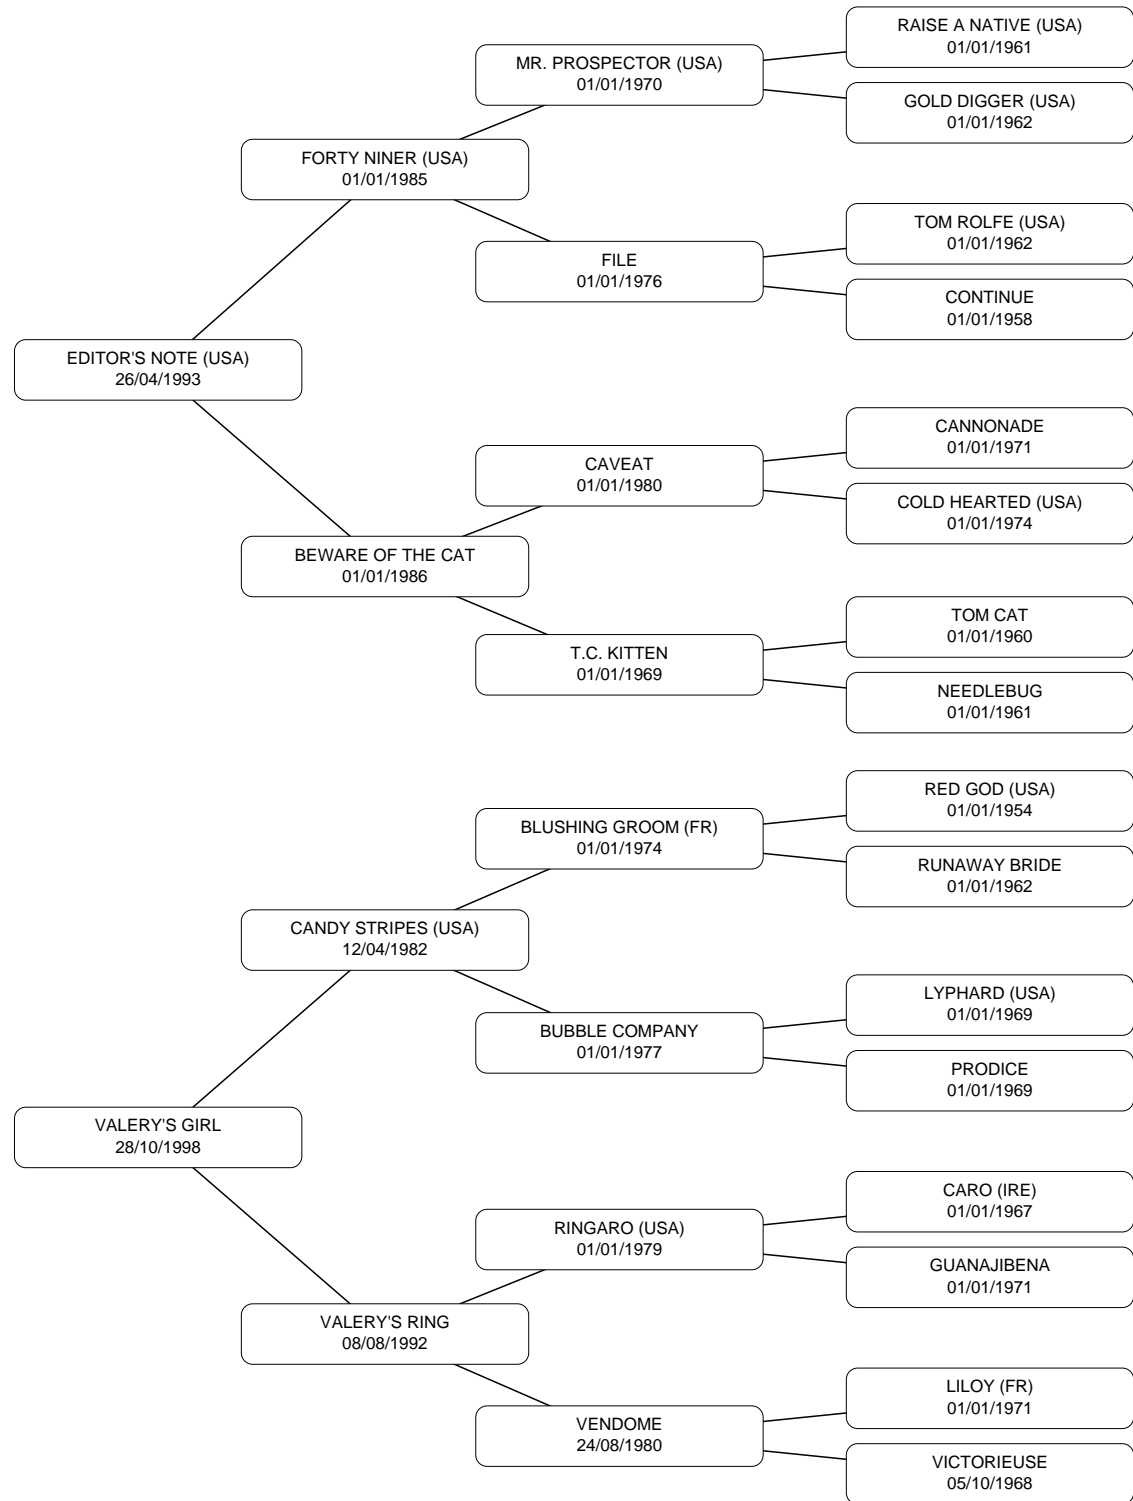 RAISE A NATIVE (USA)
01/01/1961
MR. PROSPECTOR (USA)
01/01/1970
GOLD DIGGER (USA)
01/01/1962
FORTY NINER (USA)
01/01/1985
TOM ROLFE (USA)
01/01/1962
FILE
01/01/1976
CONTINUE
01/01/1958
EDITOR'S NOTE (USA)
26/04/1993
CANNONADE
01/01/1971
CAVEAT
01/01/1980
COLD HEARTED (USA)
01/01/1974
BEWARE OF THE CAT
01/01/1986
TOM CAT
01/01/1960
T.C. KITTEN
01/01/1969
NEEDLEBUG
01/01/1961
RED GOD (USA)
01/01/1954
BLUSHING GROOM (FR)
01/01/1974
RUNAWAY BRIDE
01/01/1962
CANDY STRIPES (USA)
12/04/1982
LYPHARD (USA)
01/01/1969
BUBBLE COMPANY
01/01/1977
PRODICE
01/01/1969
VALERY'S GIRL
28/10/1998
CARO (IRE)
01/01/1967
RINGARO (USA)
01/01/1979
GUANAJIBENA
01/01/1971
VALERY'S RING
08/08/1992
LILOY (FR)
01/01/1971
VENDOME
24/08/1980
VICTORIEUSE
05/10/1968